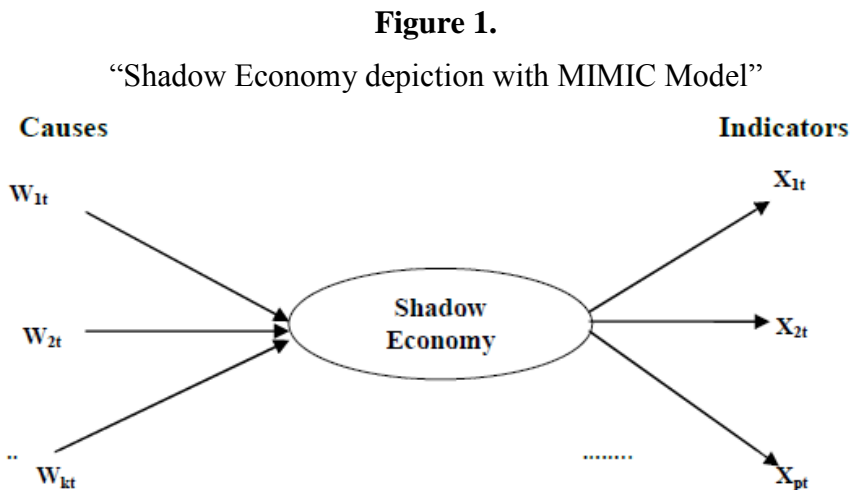 Figure 1.
“Shadow Economy depiction with MIMIC Model”
Causes Indicators
W1t X1t
W2t Shadow Economy X2t
.. Wkt ........ Xpt